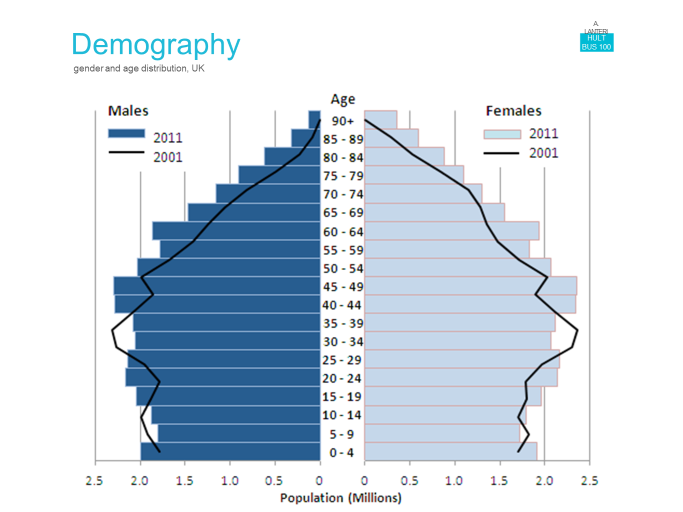 A
LANTERI
HULT
BUS 100
Demography
gender and age distribution, UK
Age
Males
2011
2001
Females
2011
2001
90+
85 - 89
80 - 84
75 - 79
70 - 74
65 - 69
60 - 64
55 - 59
50 - 54
45 - 49
40 - 44
35 - 39
30 - 34
25 - 29
20 - 24
15 - 19
10 - 14
5 - 9
0 - 4
2.5 2.0 1.5 1.0 0.5 0 0 0.5 1.0 1.5 2.0 2.5
Population (Millions)